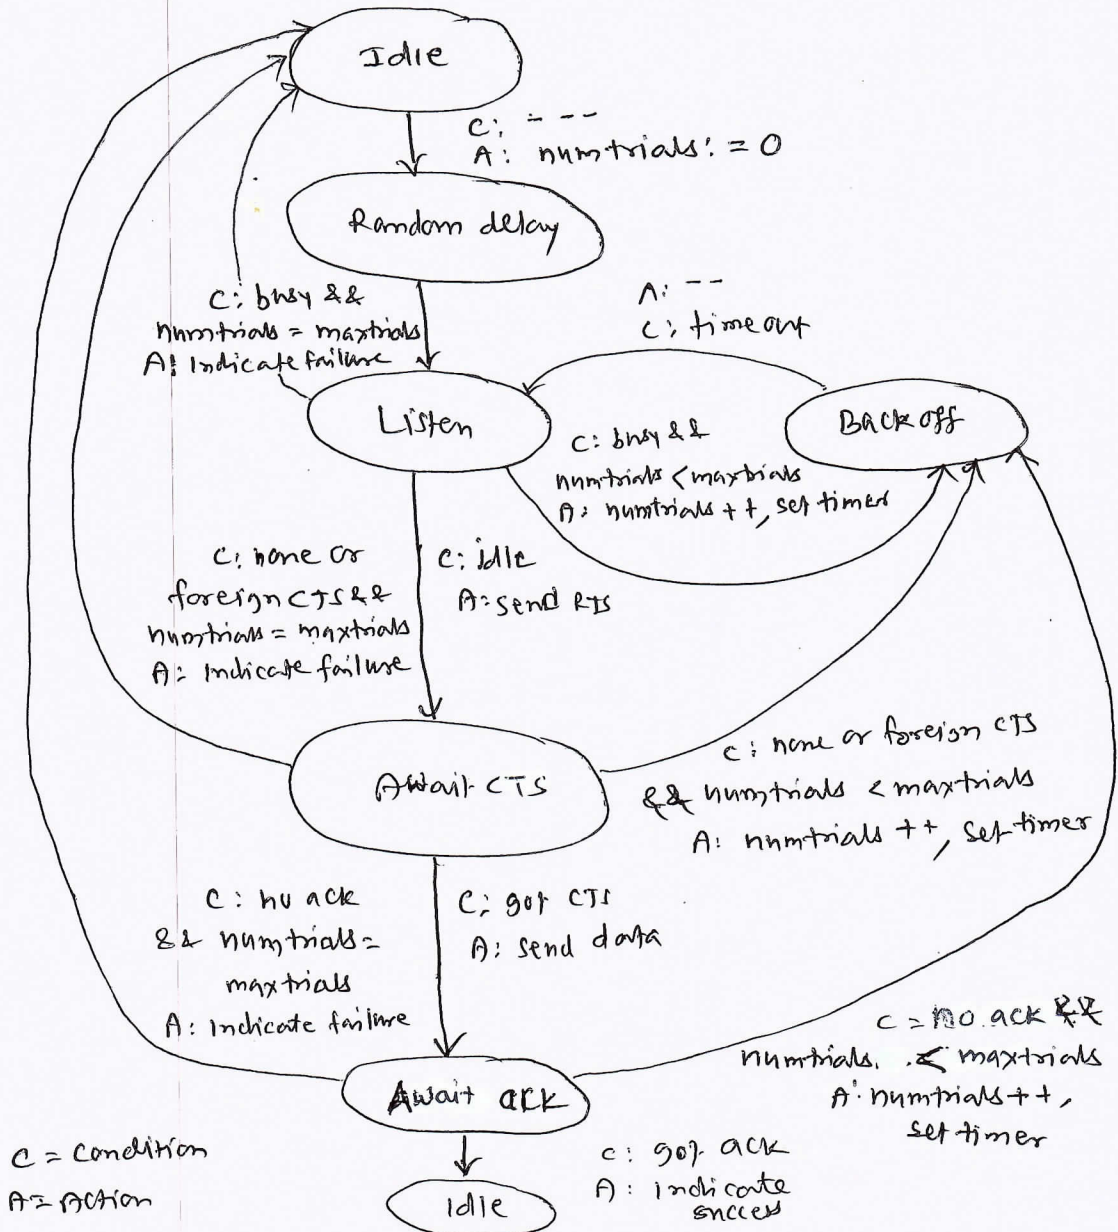 Idle
C: - - -
A: numtrials: = 0
Random delay
C: busy &&
numtrials = maxtrials
A: Indicate failure
A: --
C: timeout
Listen
Back off
C: busy &&
numtrials < maxtrials
A: numtrials ++, set timer
C: none or
foreign CTS &&
numtrials = maxtrials
A: Indicate failure
C: idle
A: send RTS
Await CTS
C: none or foreign CTS
&& numtrials < maxtrials
A: numtrials ++, set timer
C: no ack
&& numtrials =
maxtrials
A: Indicate failure
C: got CTS
A: send data
C = no ack &&
numtrials. < maxtrials
A: numtrials ++,
set timer
Await ack
C = Condition
A = Action
C: got ack
A: indicate
success
Idle